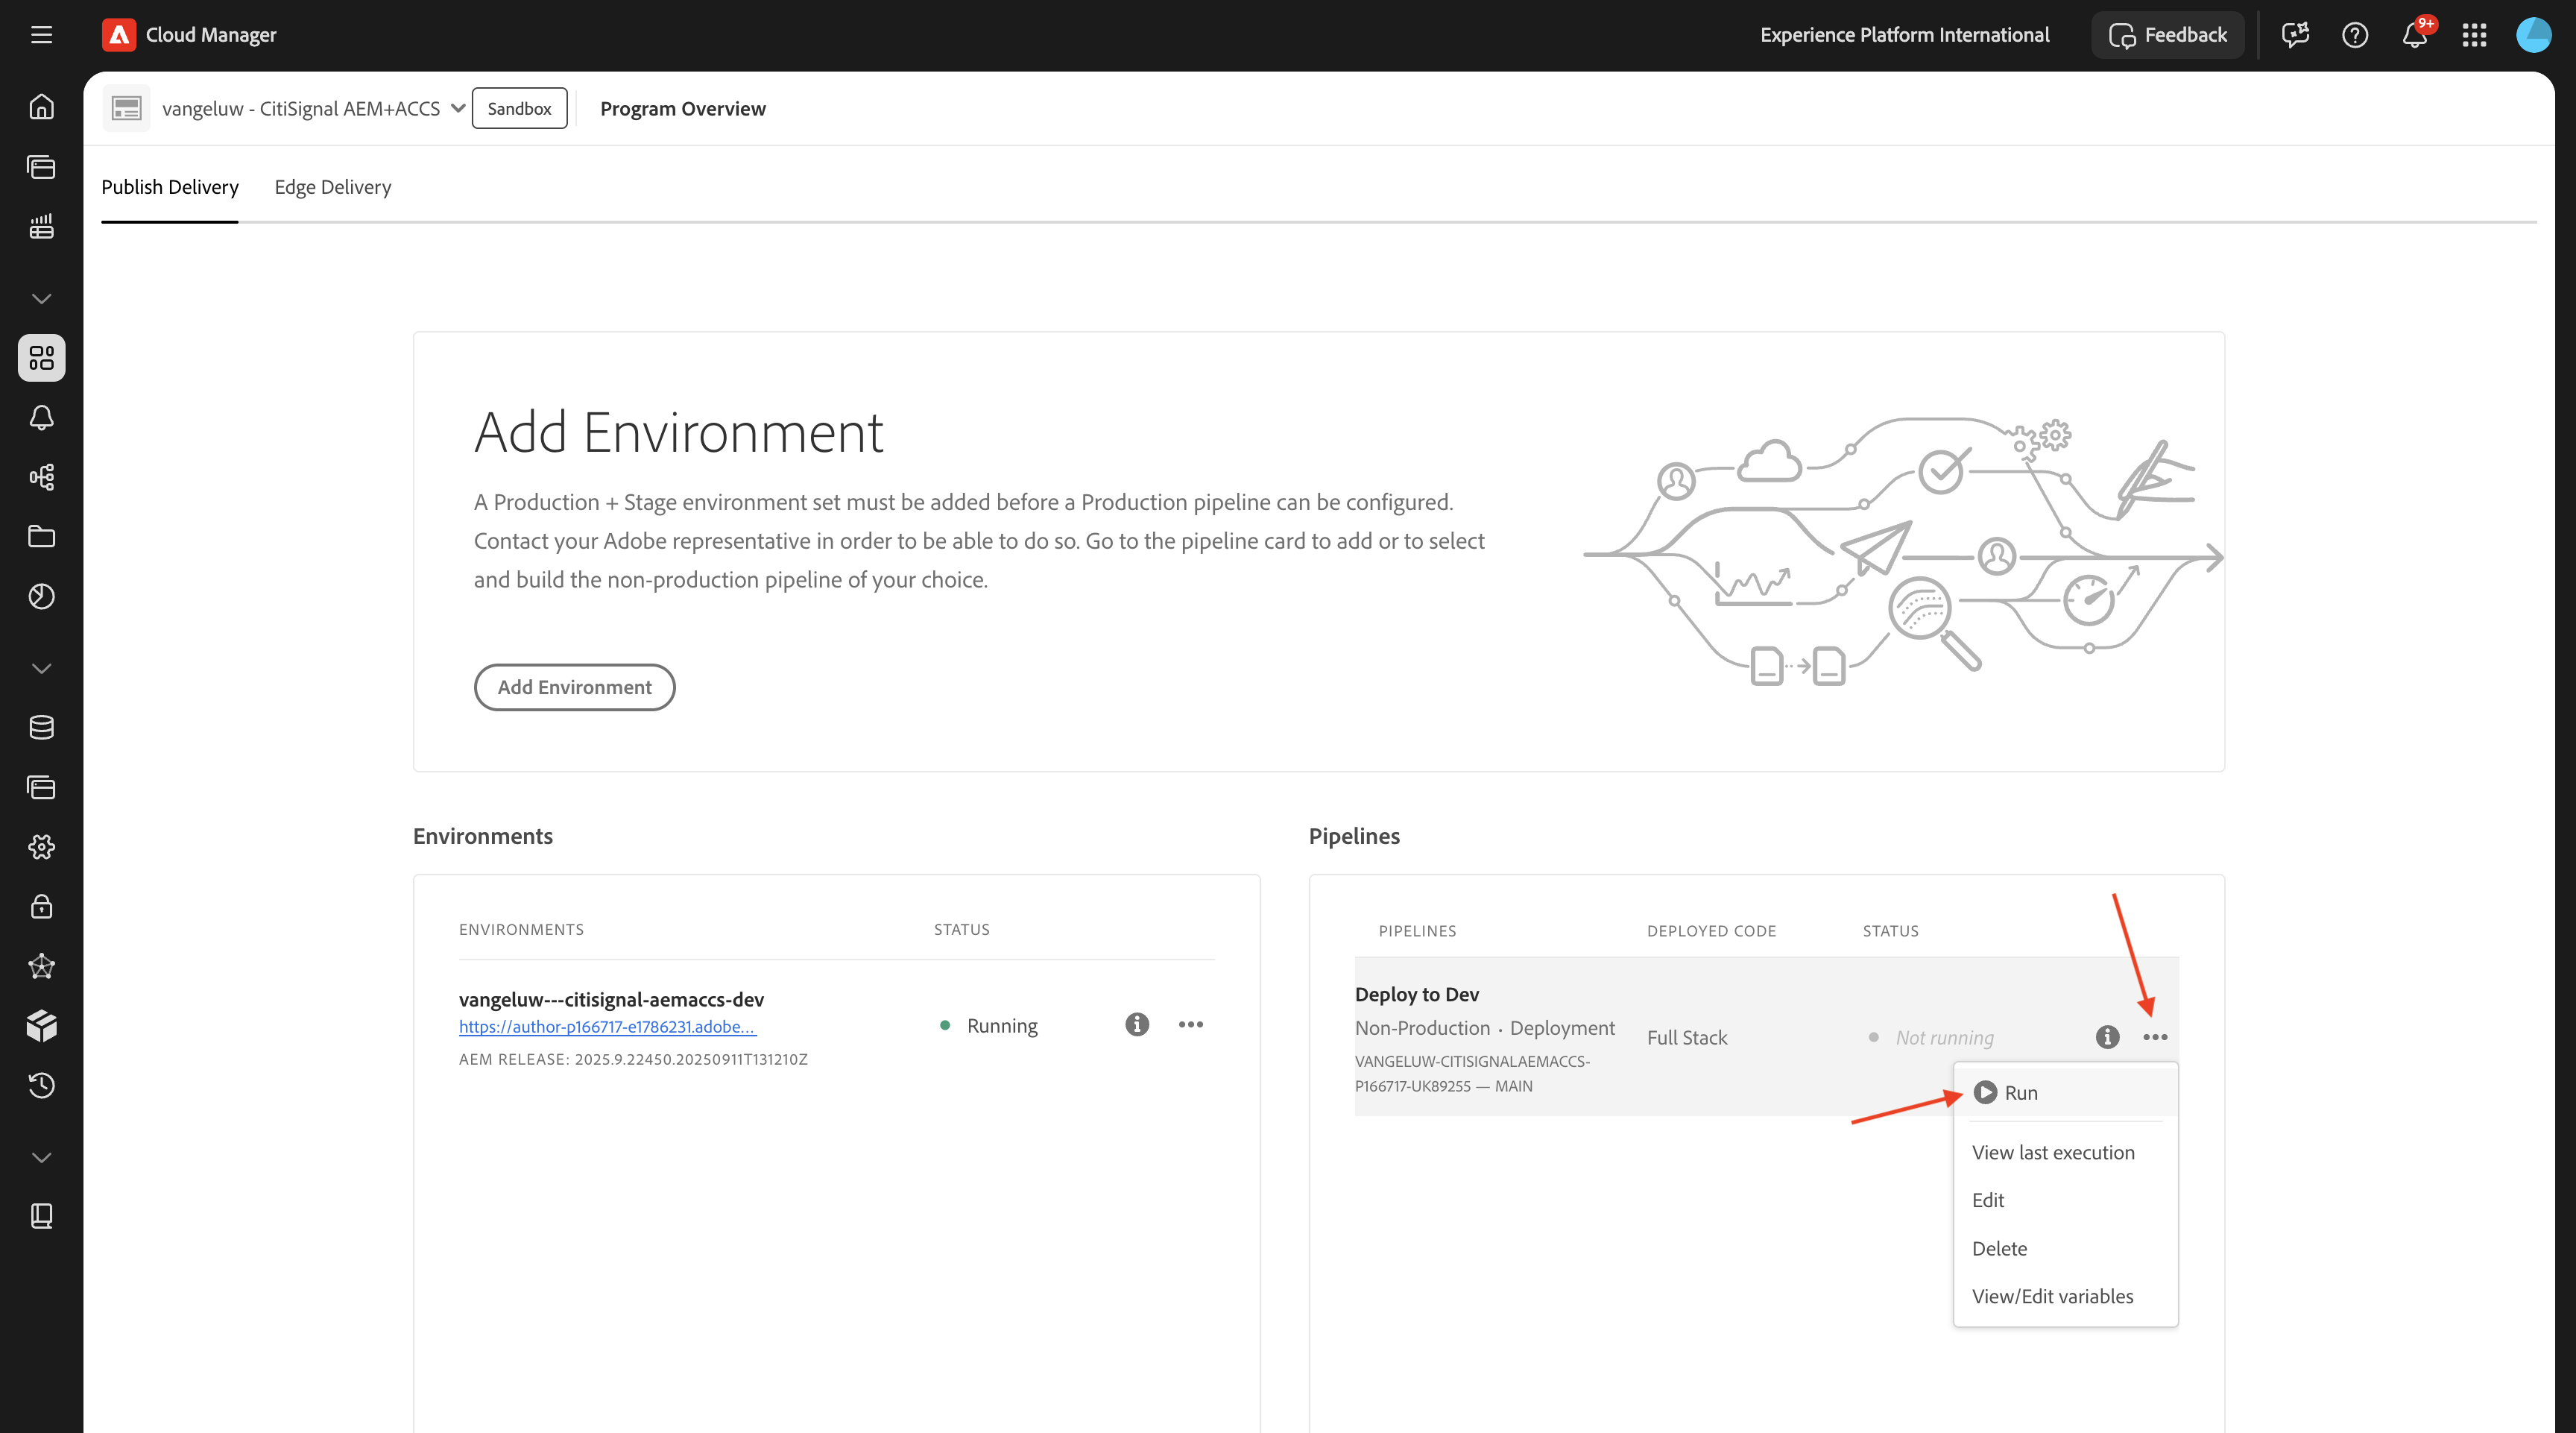 Cloud Manager
Experience Platform International
Feedback
9+
vangeluw - CitiSignal AEM+ACCS
Sandbox
Program Overview
Publish Delivery
Edge Delivery
Add Environment
A Production + Stage environment set must be added before a Production pipeline can be configured.
Contact your Adobe representative in order to be able to do so. Go to the pipeline card to add or to select
and build the non-production pipeline of your choice.
Add Environment
Environments
ENVIRONMENTS
STATUS
vangeluw---citisignal-aemaccs-dev
https://author-p166717-e1786231.adobe...
AEM RELEASE: 2025.9.22450.20250911T131210Z
Running
Pipelines
PIPELINES
DEPLOYED CODE
STATUS
Deploy to Dev
Non-Production · Deployment
VANGELUW-CITISIGNALAEMACCS-
P166717-UK89255 — MAIN
Full Stack
Not running
Run
View last execution
Edit
Delete
View/Edit variables